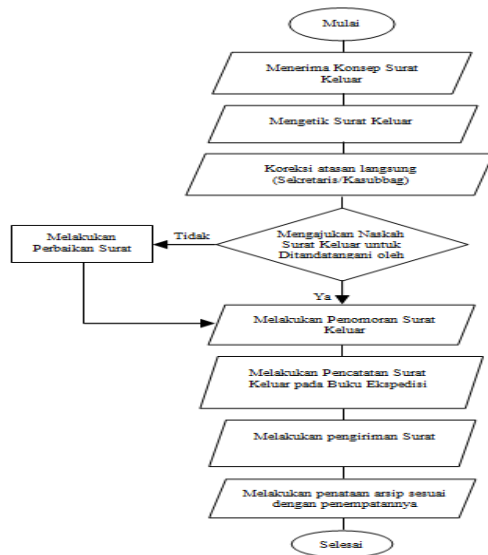 Mulai
Menerima Konsep Surat
Keluar
Mengetik Surat Keluar
Koreksi atasan langsung
(Sekretaris/Kasubbag)
Mengajukan Naskah
Surat Keluar untuk
Ditandatangani oleh
Tidak
Melakukan
Perbaikan Surat
Ya
Melakukan Penomoran Surat
Keluar
Melakukan Pencatatan Surat
Keluar pada Buku Ekspedisi
Melakukan pengiriman Surat
Melakukan penataan arsip sesuai
dengan penempatannya
Selesai